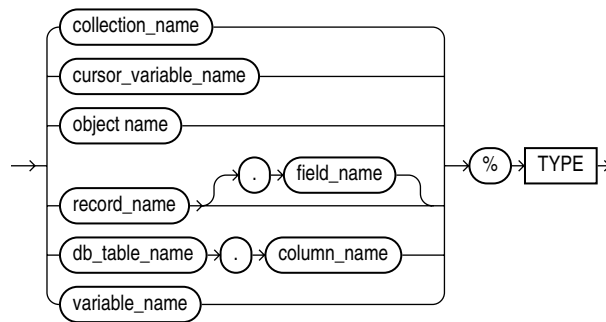 collection_name
cursor_variable_name
object name
. field_name
record_name
% TYPE
db_table_name . column_name
variable_name